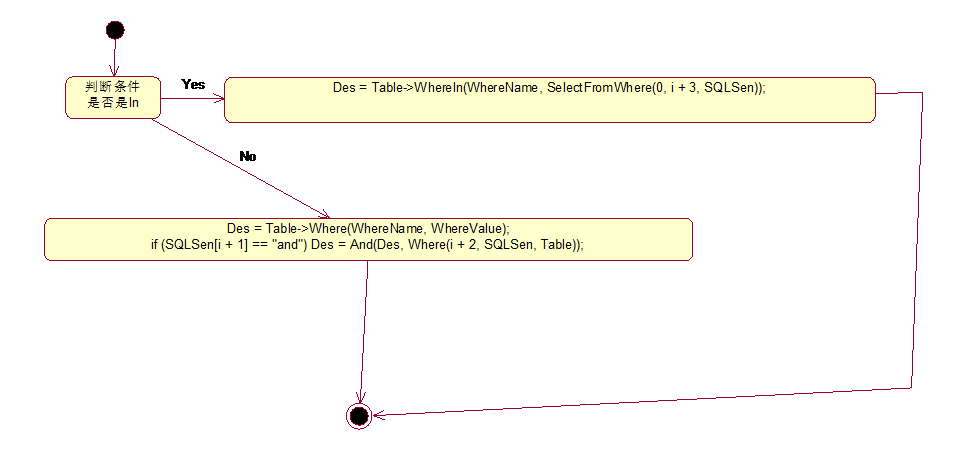 判断条件
是否是In
Yes
Des = Table->WhereIn(WhereName, SelectFromWhere(0, i + 3, SQLSen));
No
Des = Table->Where(WhereName, WhereValue);
if (SQLSen[i + 1] == "and") Des = And(Des, Where(i + 2, SQLSen, Table));